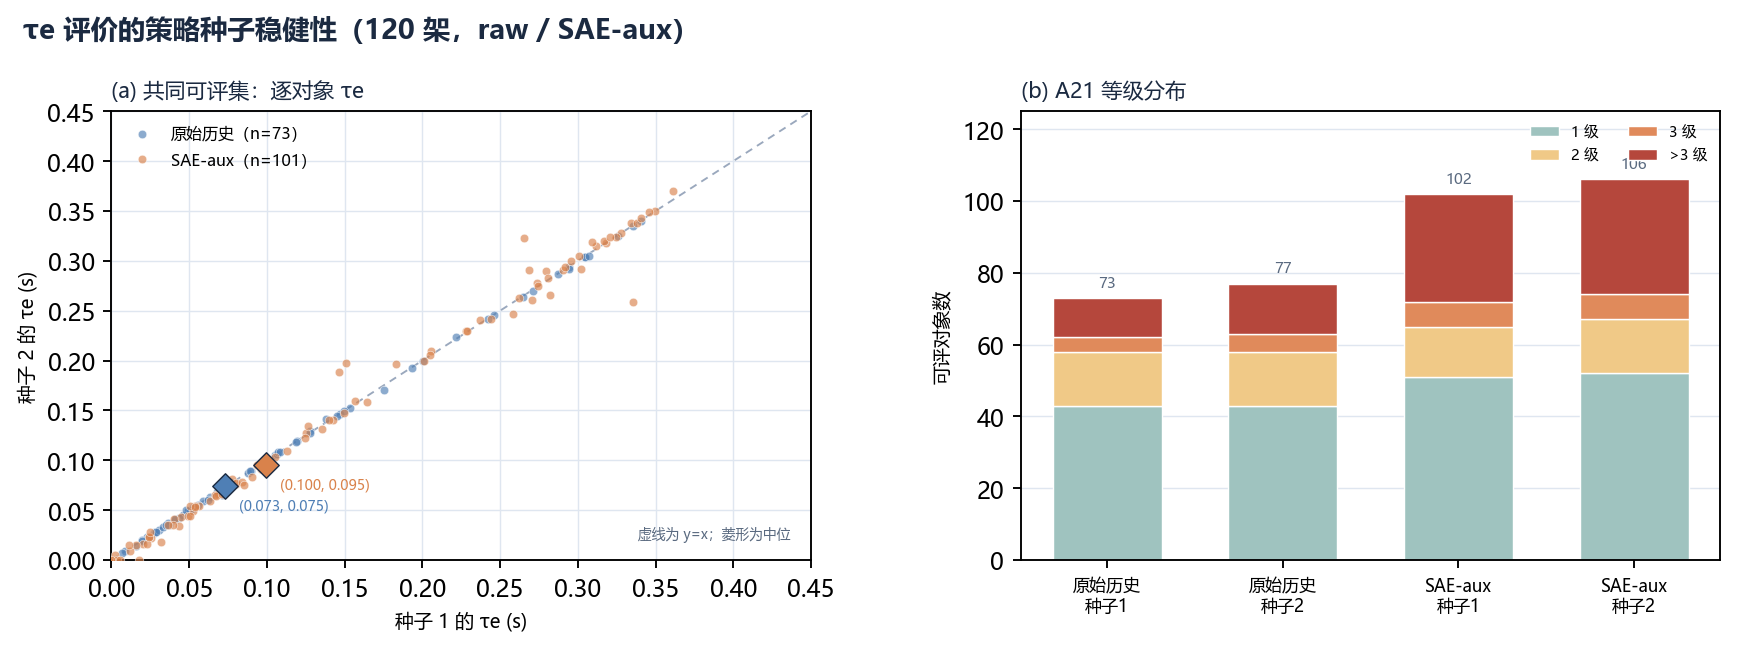 τe 评价的策略种子稳健性（120 架，raw / SAE-aux）
(a) 共同可评集：逐对象 τe
0.45
0.40
0.35
0.30
0.25
0.20
0.15
0.10
0.05
0.00
种子 2 的 τe (s)
原始历史（n=73）
SAE-aux（n=101）
(0.100, 0.095)
(0.073, 0.075)
虚线为 y=x；菱形为中位
0.00 0.05 0.10 0.15 0.20 0.25 0.30 0.35 0.40 0.45
种子 1 的 τe (s)
(b) A21 等级分布
120
100
80
60
40
20
0
可评对象数
1 级
2 级
3 级
>3 级
73
77
102
106
原始历史
种子1
原始历史
种子2
SAE-aux
种子1
SAE-aux
种子2